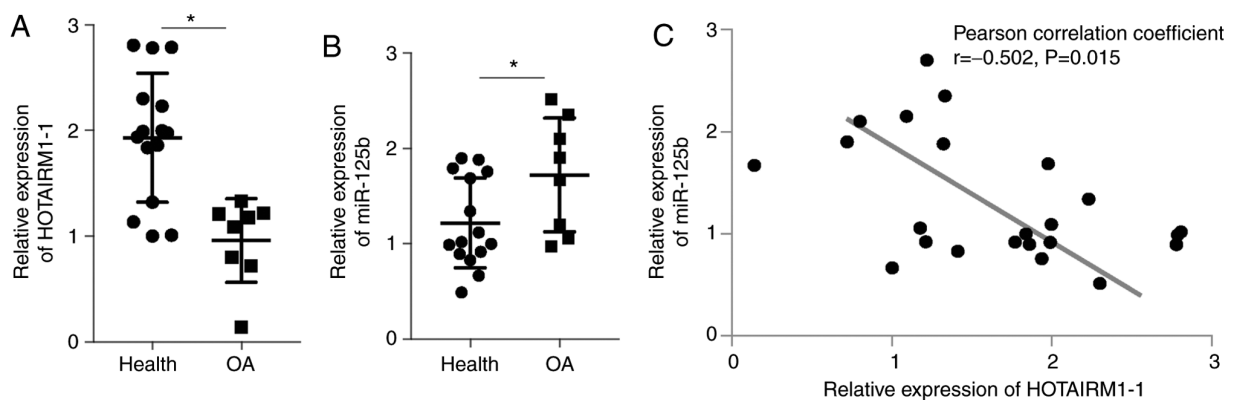 A
Relative expression
of HOTAIRM1-1
3
2
1
0
*
Health
OA
B
Relative expression
of miR-125b
3
2
1
0
*
Health
OA
C
Relative expression
of miR-125b
3
2
1
0
Pearson correlation coefficient
r=−0.502, P=0.015
0
1
2
3
Relative expression of HOTAIRM1-1